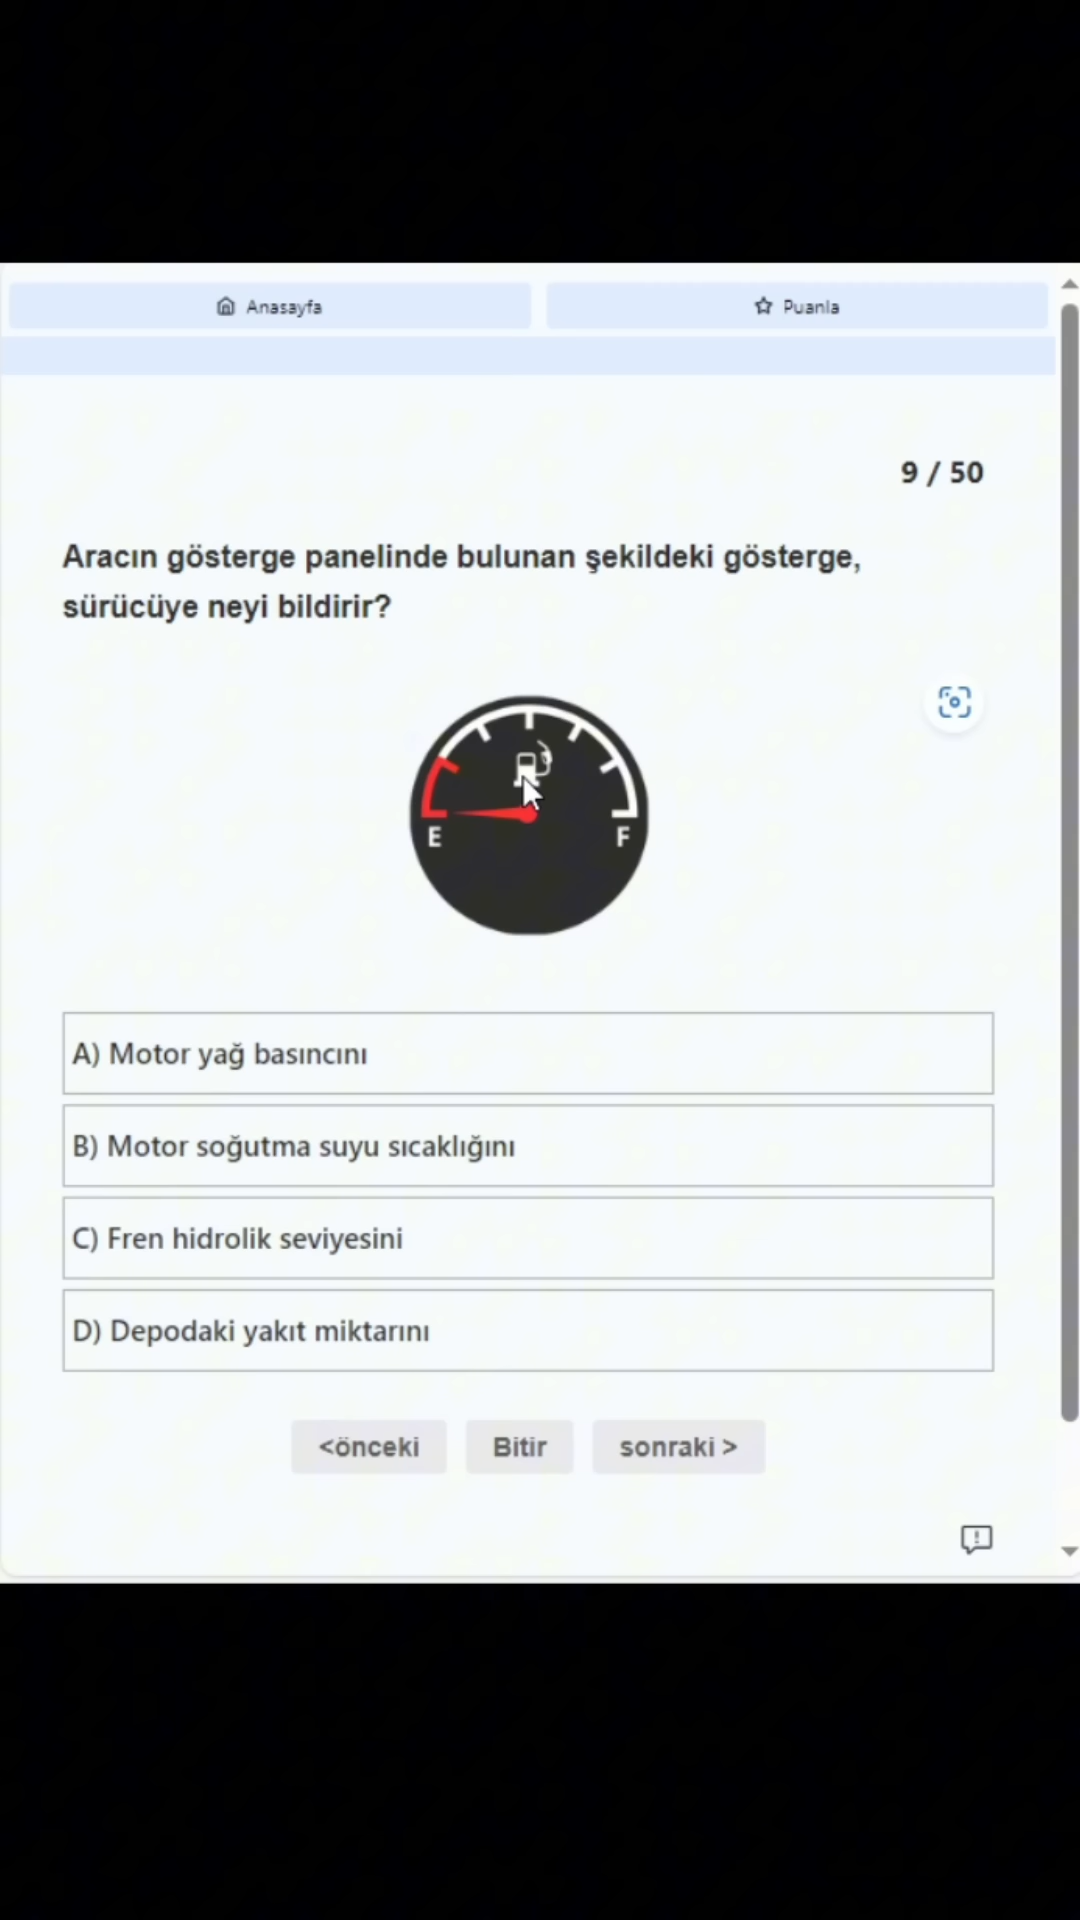 Anasayfa
Puanla
9 / 50
Aracın gösterge panelinde bulunan şekildeki gösterge,
sürücüye neyi bildirir?
E
F
A) Motor yağ basıncını
B) Motor soğutma suyu sıcaklığını
C) Fren hidrolik seviyesini
D) Depodaki yakıt miktarını
<önceki
Bitir
sonraki >